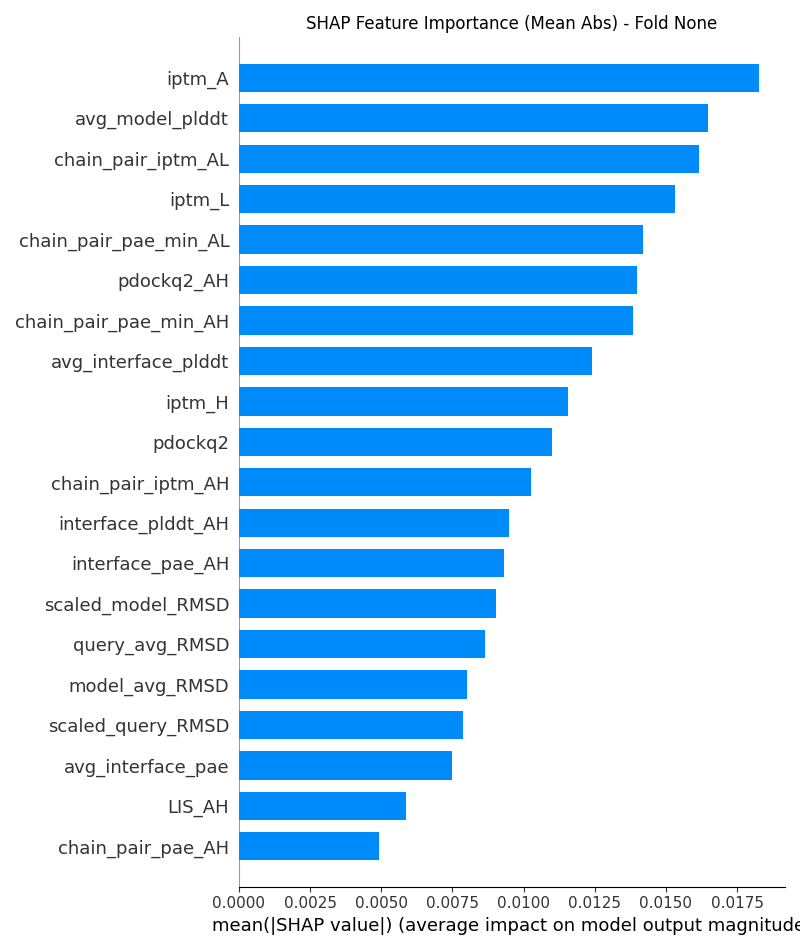 SHAP Feature Importance (Mean Abs) - Fold None
iptm_A
avg_model_plddt
chain_pair_iptm_AL
iptm_L
chain_pair_pae_min_AL
pdockq2_AH
chain_pair_pae_min_AH
avg_interface_plddt
iptm_H
pdockq2
chain_pair_iptm_AH
interface_plddt_AH
interface_pae_AH
scaled_model_RMSD
query_avg_RMSD
model_avg_RMSD
scaled_query_RMSD
avg_interface_pae
LIS_AH
chain_pair_pae_AH
0.0000 0.0025 0.0050 0.0075 0.0100 0.0125 0.0150 0.0175
mean(|SHAP value|) (average impact on model output magnitude